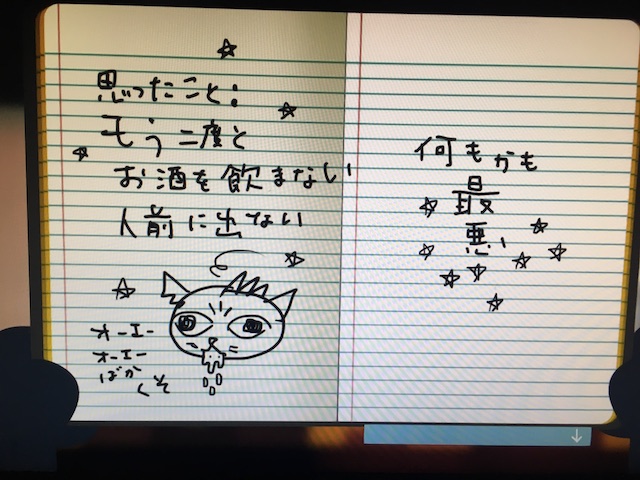 思ったこと：
もう二度と
お酒を飲まない
人前に出ない
オーエー
オーエー
ばか
くそ
何もかも
最
悪